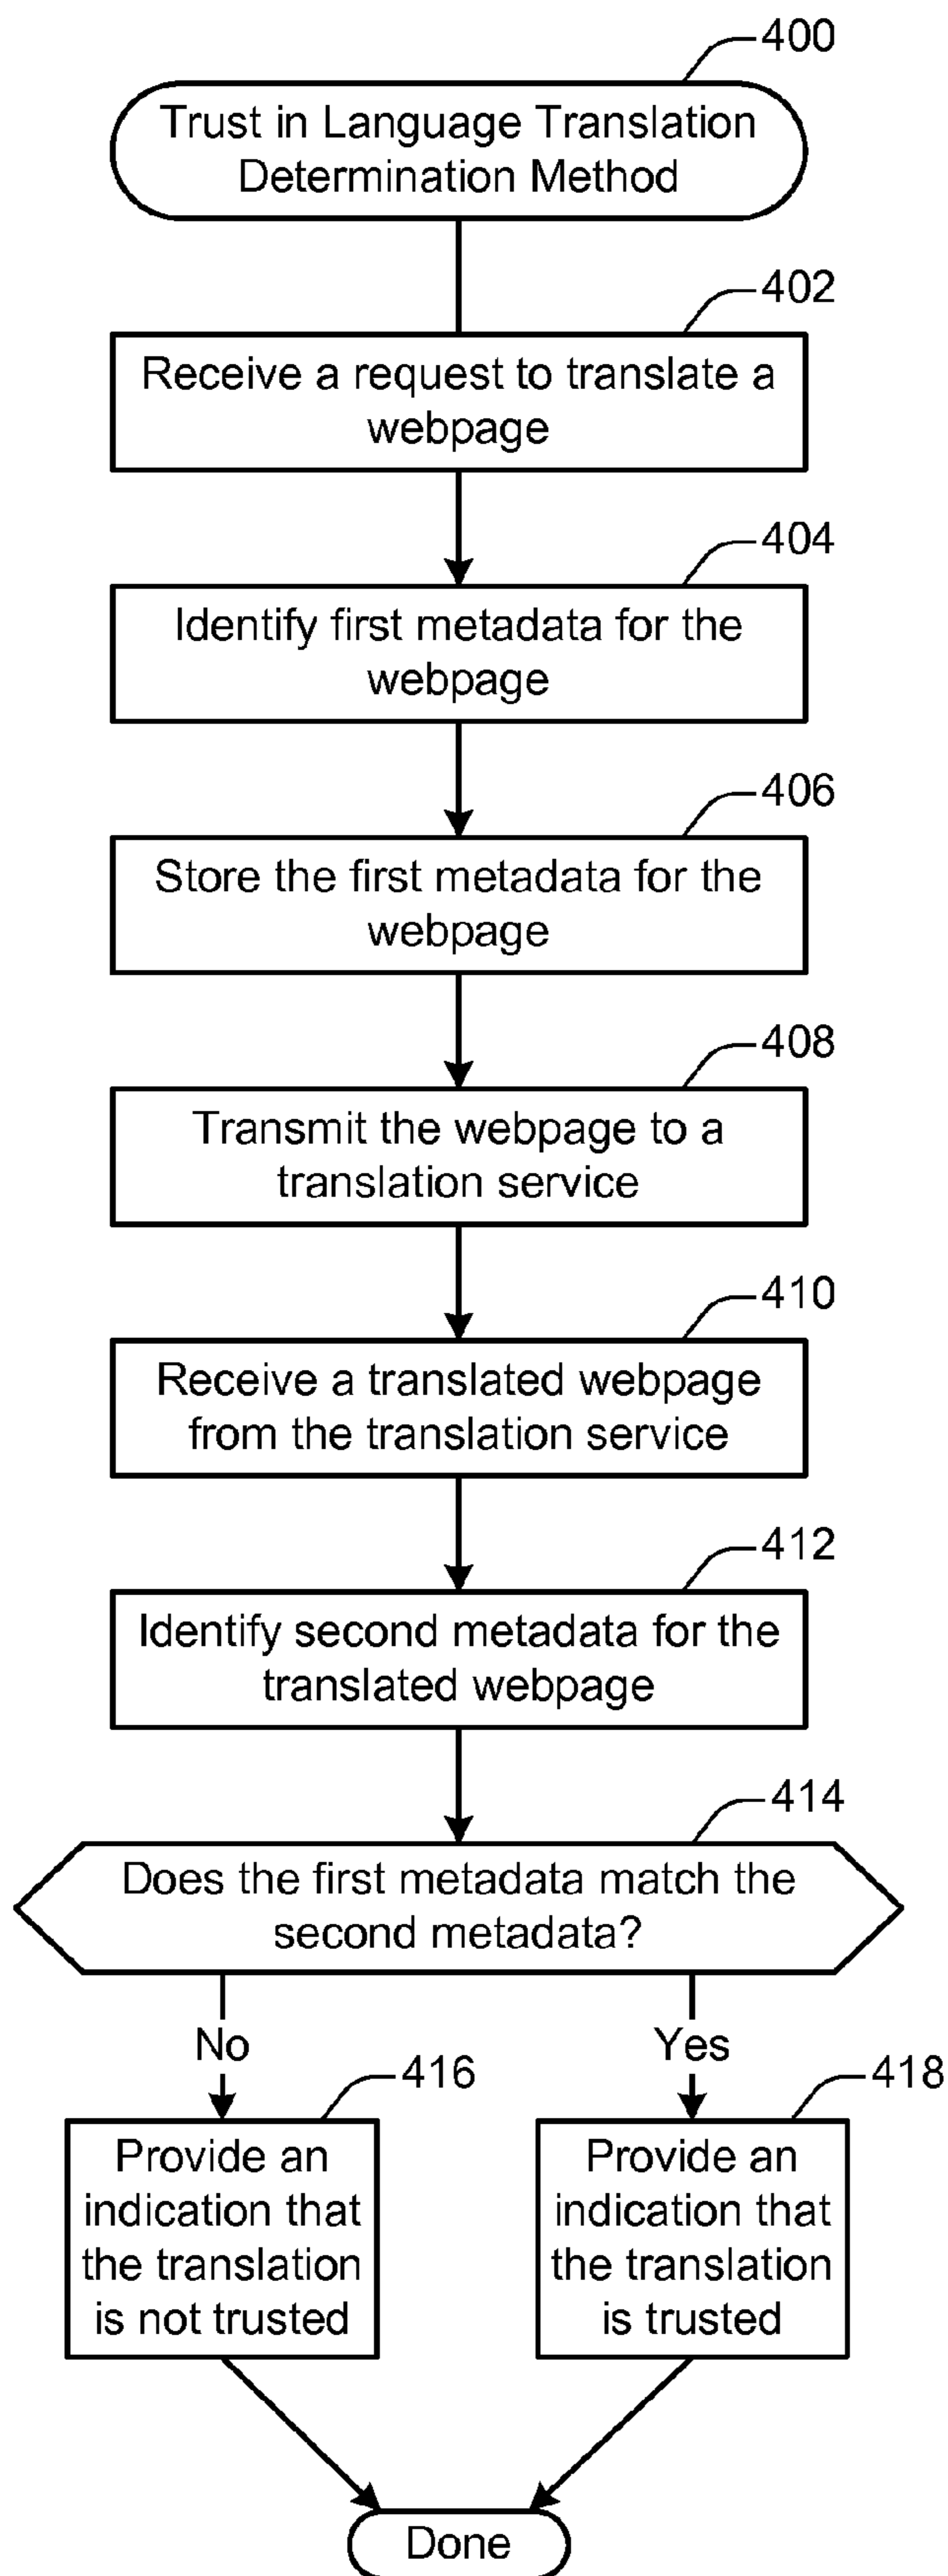 400
Trust in Language Translation
Determination Method
402
Receive a request to translate a
webpage
404
Identify first metadata for the
webpage
406
Store the first metadata for the
webpage
408
Transmit the webpage to a
translation service
410
Receive a translated webpage
from the translation service
412
Identify second metadata for the
translated webpage
414
Does the first metadata match the
second metadata?
No
Yes
416
418
Provide an
indication that
the translation
is not trusted
Provide an
indication that
the translation
is trusted
Done